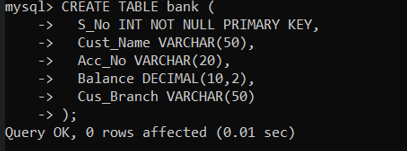 mysql> CREATE TABLE bank (
    ->   S_No INT NOT NULL PRIMARY KEY,
    ->   Cust_Name VARCHAR(50),
    ->   Acc_No VARCHAR(20),
    ->   Balance DECIMAL(10,2),
    ->   Cus_Branch VARCHAR(50)
    -> );
Query OK, 0 rows affected (0.01 sec)